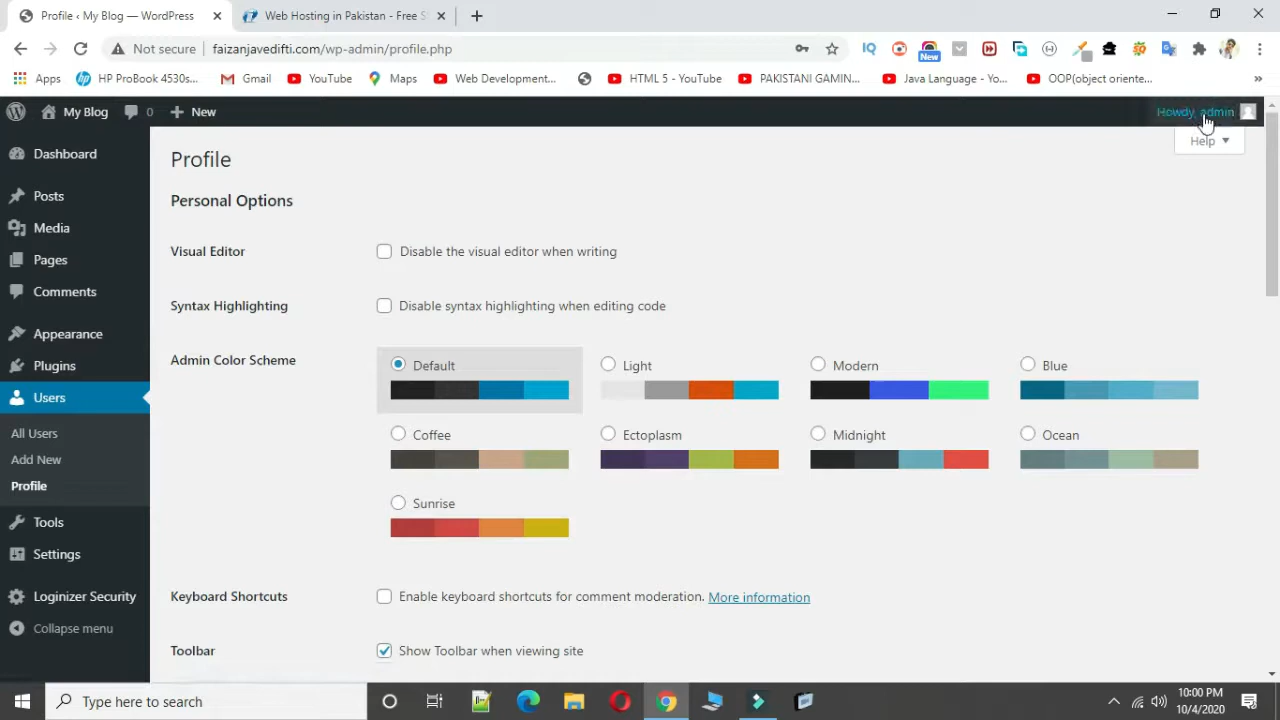 Profile ‹ My Blog — WordPress
Web Hosting in Pakistan - Free S
Not secure
faizanjavedifti.com/wp-admin/profile.php
IQ
New
Apps
HP ProBook 4530s...
Gmail
YouTube
Maps
Web Development...
HTML 5 - YouTube
PAKISTANI GAMIN...
Java Language - Yo...
OOP(object oriente...
»
My Blog
0
New
Howdy, admin
Help
Dashboard
Posts
Media
Pages
Comments
Appearance
Plugins
Users
All Users
Add New
Profile
Tools
Settings
Loginizer Security
Collapse menu
Profile
Personal Options
Visual Editor
Disable the visual editor when writing
Syntax Highlighting
Disable syntax highlighting when editing code
Admin Color Scheme
Default
Light
Modern
Blue
Coffee
Ectoplasm
Midnight
Ocean
Sunrise
Keyboard Shortcuts
Enable keyboard shortcuts for comment moderation. More information
Toolbar
Show Toolbar when viewing site
Type here to search
10:00 PM
10/4/2020